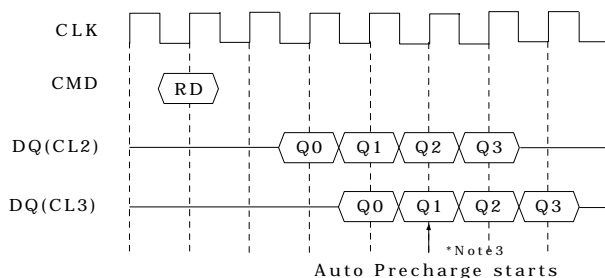 CLK
CMD RD
DQ(CL2) Q0 Q1 Q2 Q3
DQ(CL3) Q0 Q1 Q2 Q3
*Note3
Auto Precharge starts